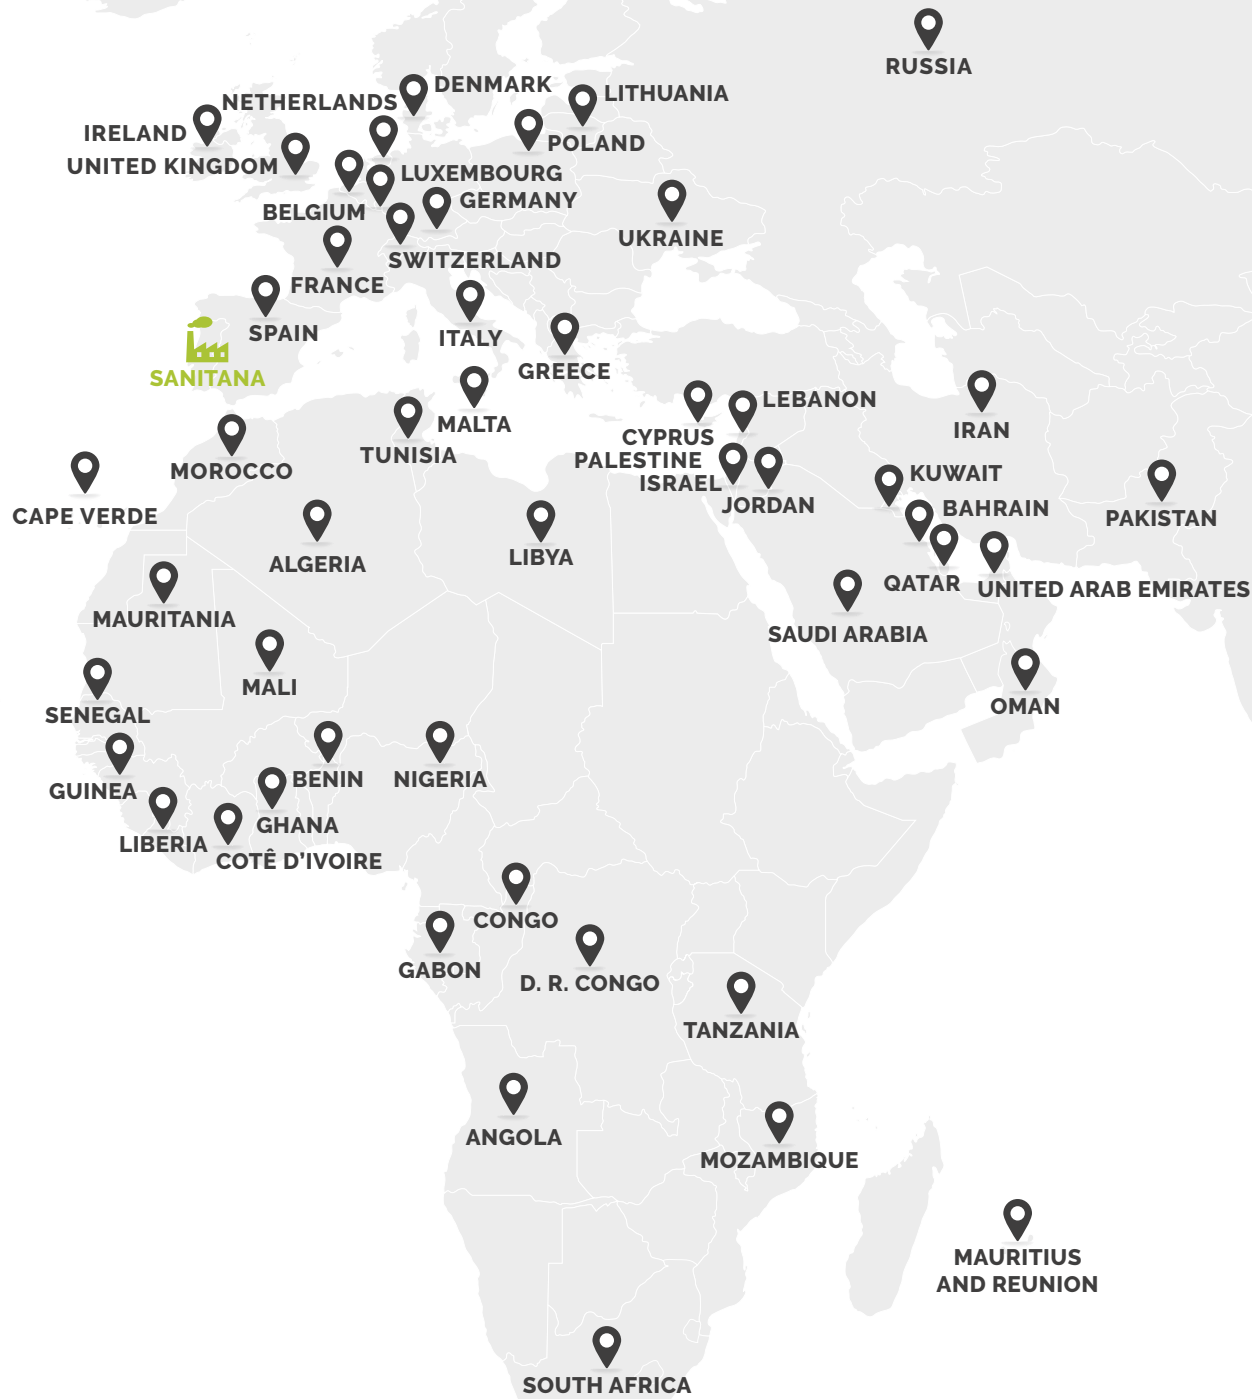 RUSSIA
DENMARK
LITHUANIA
NETHERLANDS
IRELAND
POLAND
UNITED KINGDOM
LUXEMBOURG
GERMANY
BELGIUM
UKRAINE
SWITZERLAND
FRANCE
SPAIN
ITALY
GREECE
SANITANA
LEBANON
MALTA
IRAN
CYPRUS
TUNISIA
PALESTINE
MOROCCO
KUWAIT
ISRAEL
JORDAN
BAHRAIN
CAPE VERDE
PAKISTAN
LIBYA
ALGERIA
QATAR
UNITED ARAB EMIRATES
MAURITANIA
SAUDI ARABIA
MALI
OMAN
SENEGAL
BENIN
NIGERIA
GUINEA
GHANA
LIBERIA
COTÊ D'IVOIRE
CONGO
GABON
D. R. CONGO
TANZANIA
ANGOLA
MOZAMBIQUE
MAURITIUS
AND REUNION
SOUTH AFRICA